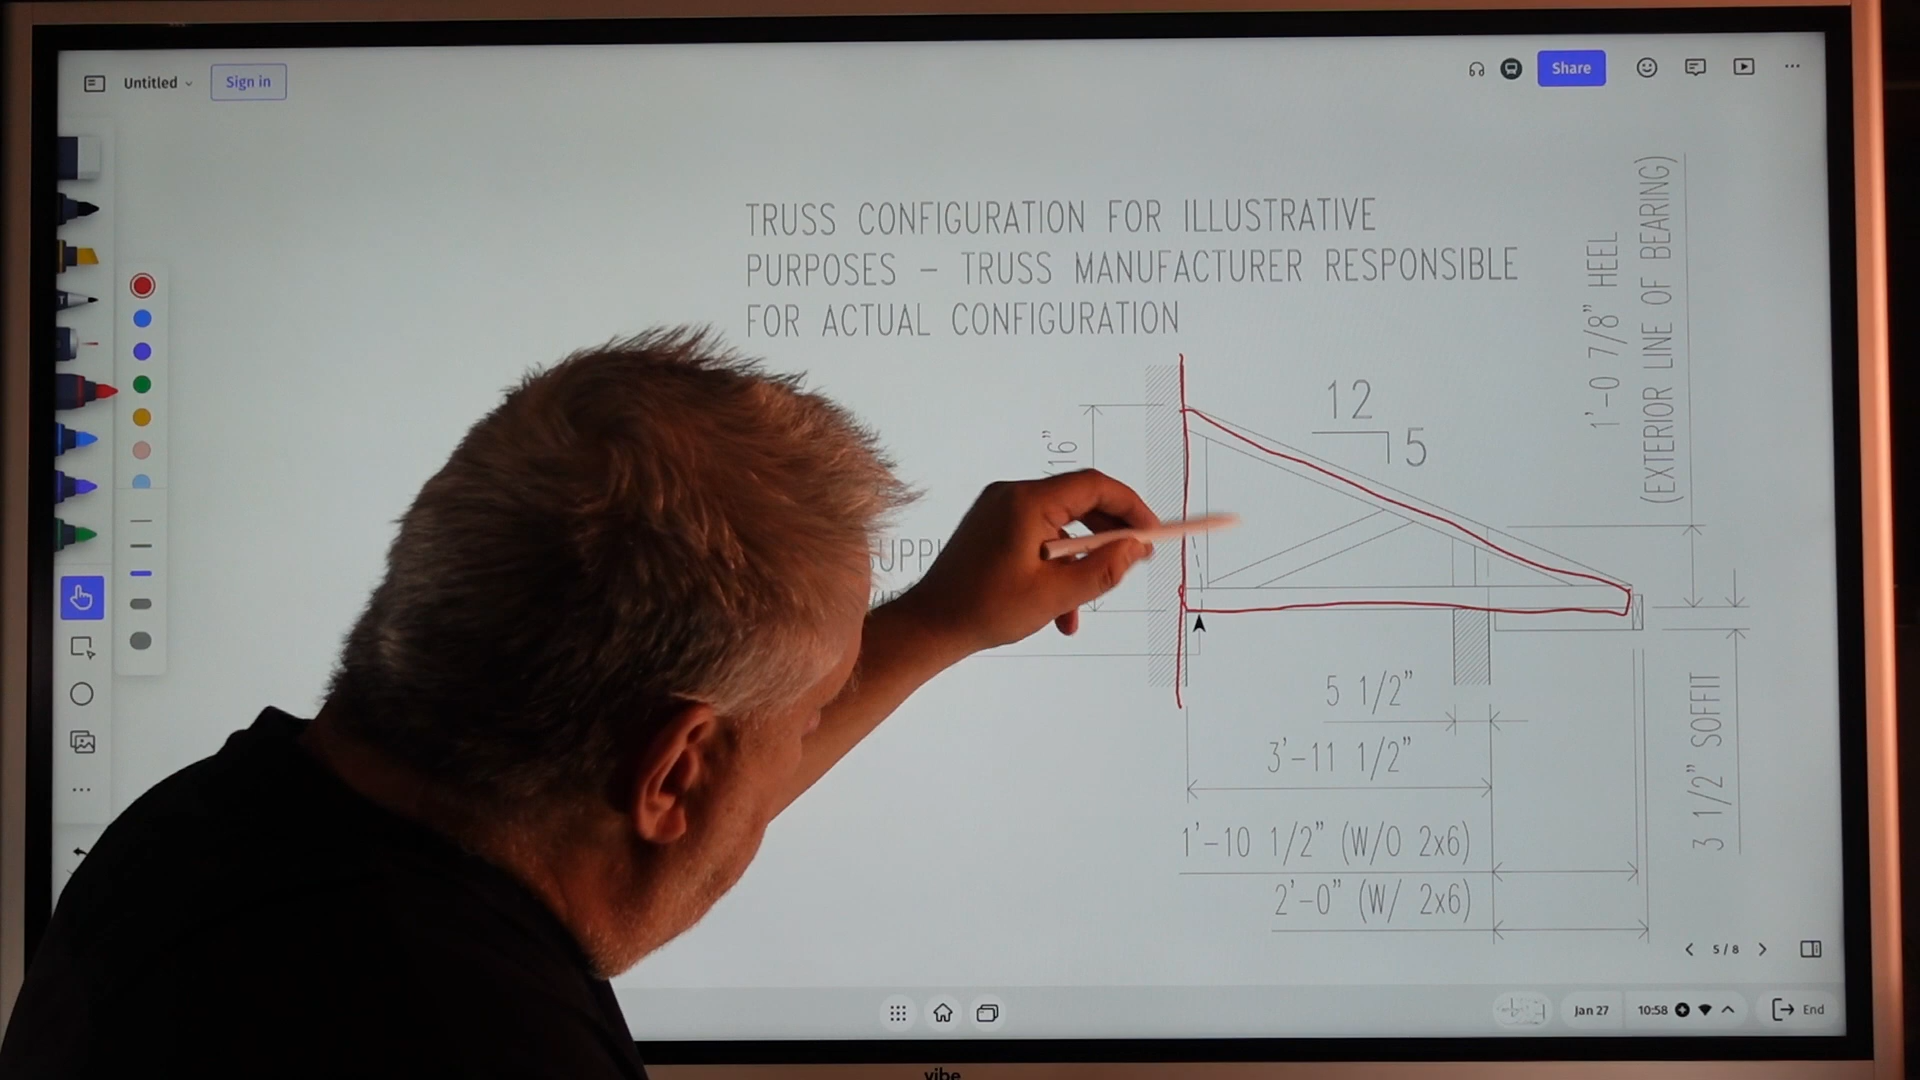 Untitled
Sign in
Share
TRUSS CONFIGURATION FOR ILLUSTRATIVE
PURPOSES – TRUSS MANUFACTURER RESPONSIBLE
FOR ACTUAL CONFIGURATION
1'-0 7/8" HEEL
(EXTERIOR LINE OF BEARING)
12
5
16"
5 1/2"
3'-11 1/2"
1'-10 1/2" (W/O 2x6)
2'-0" (W/ 2x6)
3 1/2" SOFFIT
5 / 8
Jan 27
10:58
End
vibe